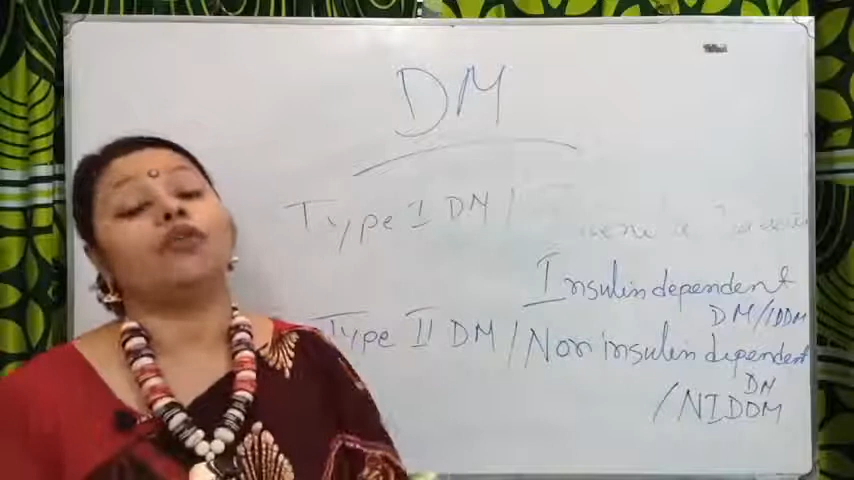 DM
Type I DM /
Insulin dependent
DM/IDDM
Type II DM / Non insulin dependent
DM
/ NIDDM